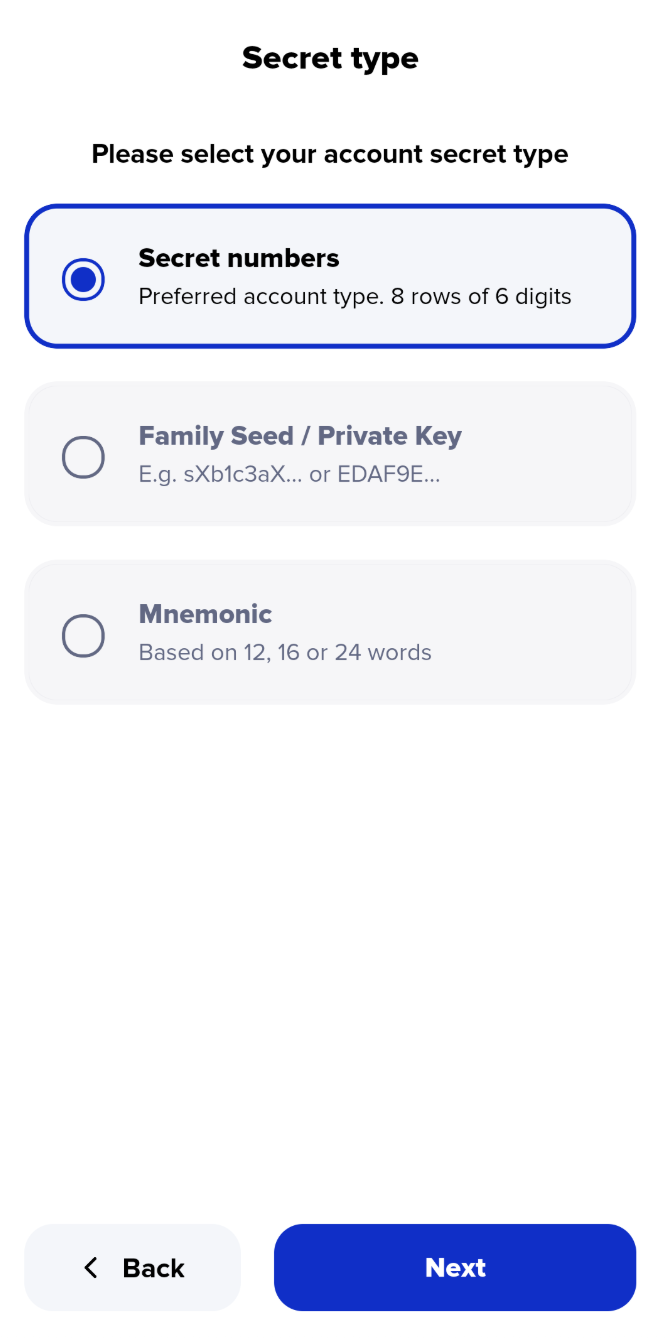 Secret type
Please select your account secret type
Secret numbers
Preferred account type. 8 rows of 6 digits
Family Seed / Private Key
E.g. sXb1c3aX... or EDAF9E...
Mnemonic
Based on 12, 16 or 24 words
Back
Next